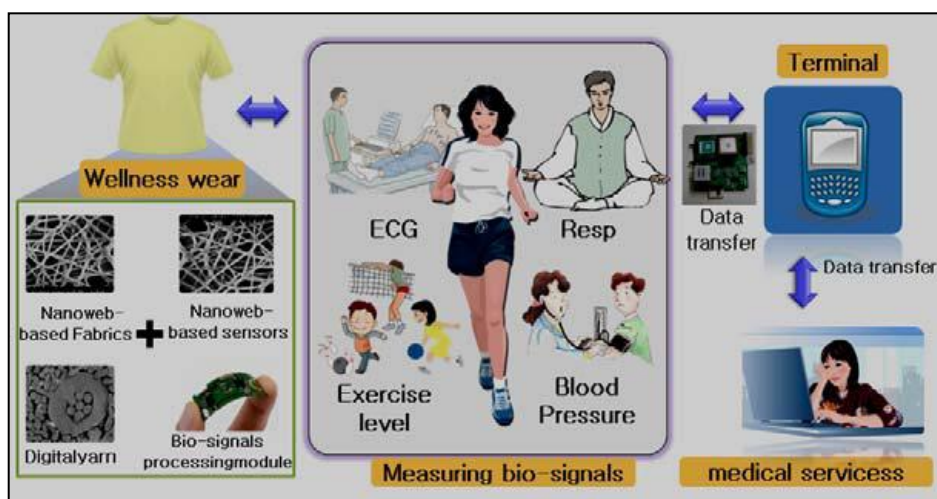 Wellness wear
Nanoweb-
based Fabrics
Nanoweb-
based sensors
Digitalyarn
Bio-signals
processingmodule
ECG
Resp
Exercise
level
Blood
Pressure
Measuring bio-signals
Terminal
Data
transfer
Data transfer
medical servicess